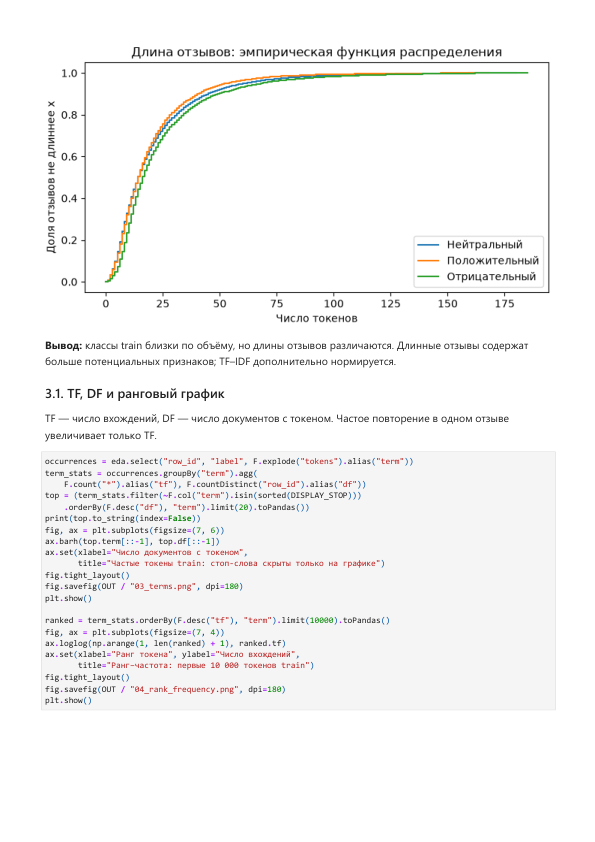 Длина отзывов: эмпирическая функция распределения
1.0
0.8
0.6
0.4
0.2
0.0
Доля отзывов не длиннее x
Нейтральный
Положительный
Отрицательный
0 25 50 75 100 125 150 175
Число токенов
Вывод: классы train близки по объёму, но длины отзывов различаются. Длинные отзывы содержат
больше потенциальных признаков; TF–IDF дополнительно нормируется.
3.1. TF, DF и ранговый график
TF — число вхождений, DF — число документов с токеном. Частое повторение в одном отзыве
увеличивает только TF.
occurrences = eda.select("row_id", "label", F.explode("tokens").alias("term"))
term_stats = occurrences.groupBy("term").agg(
    F.count("*").alias("tf"), F.countDistinct("row_id").alias("df"))
top = (term_stats.filter(~F.col("term").isin(sorted(DISPLAY_STOP)))
    .orderBy(F.desc("df"), "term").limit(20).toPandas())
print(top.to_string(index=False))
fig, ax = plt.subplots(figsize=(7, 6))
ax.barh(top.term[::-1], top.df[::-1])
ax.set(xlabel="Число документов с токеном",
       title="Частые токены train: стоп-слова скрыты только на графике")
fig.tight_layout()
fig.savefig(OUT / "03_terms.png", dpi=180)
plt.show()
ranked = term_stats.orderBy(F.desc("tf"), "term").limit(10000).toPandas()
fig, ax = plt.subplots(figsize=(7, 4))
ax.loglog(np.arange(1, len(ranked) + 1), ranked.tf)
ax.set(xlabel="Ранг токена", ylabel="Число вхождений",
       title="Ранг-частота: первые 10 000 токенов train")
fig.tight_layout()
fig.savefig(OUT / "04_rank_frequency.png", dpi=180)
plt.show()